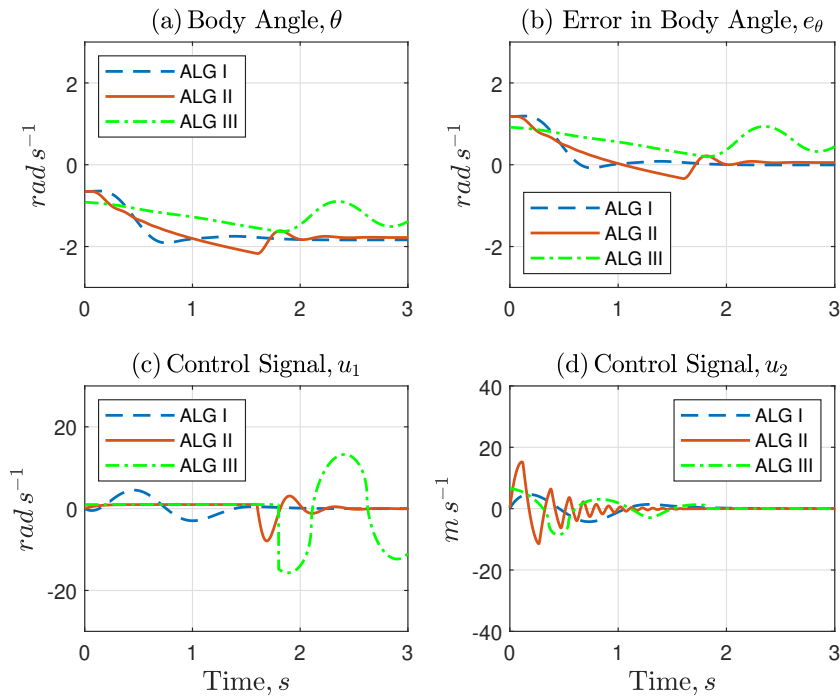 (a) Body Angle, θ
2
0
-2
0
1
2
3
rad s⁻¹
ALG I
ALG II
ALG III
(b) Error in Body Angle, e_θ
2
0
-2
0
1
2
3
rad s⁻¹
ALG I
ALG II
ALG III
(c) Control Signal, u₁
20
0
-20
0
1
2
3
rad s⁻¹
Time, s
ALG I
ALG II
ALG III
(d) Control Signal, u₂
40
20
0
-20
-40
0
1
2
3
m s⁻¹
Time, s
ALG I
ALG II
ALG III